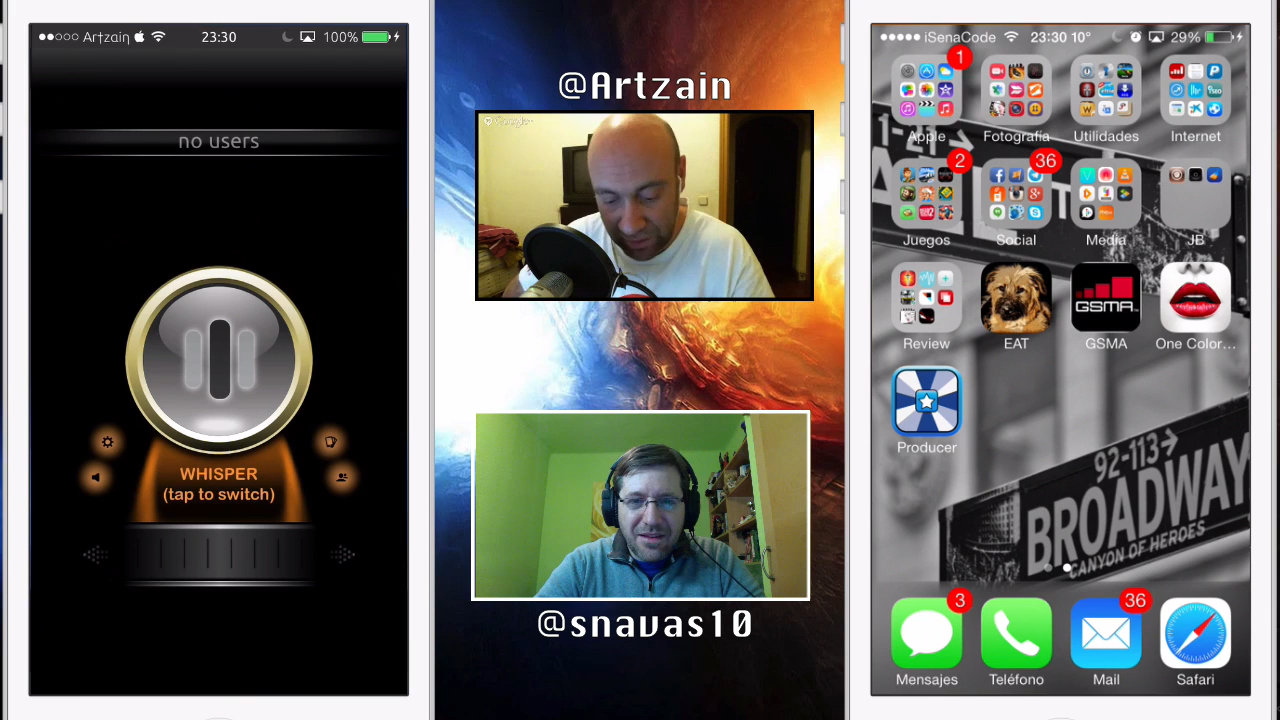 Artzain
23:30
100%
no users
WHISPER
(tap to switch)
@Artzain
Google+
@snavas10
iSenaCode
23:30 10°
29%
1
Apple
Fotografía
Utilidades
Internet
2
36
Juegos
Social
Media
JB
GSMA
Review
EAT
GSMA
One Color…
Producer
92-113
BROADWAY
CANYON OF HEROES
3
36
Mensajes
Teléfono
Mail
Safari